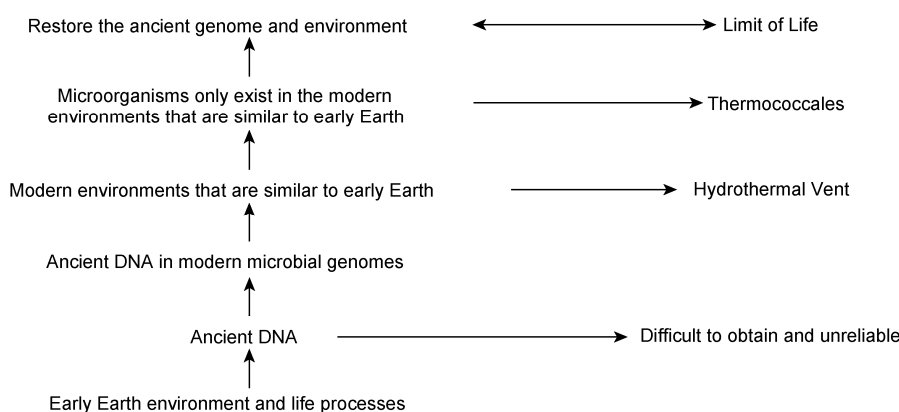 Restore the ancient genome and environment
Limit of Life
Microorganisms only exist in the modern
environments that are similar to early Earth
Thermococcales
Modern environments that are similar to early Earth
Hydrothermal Vent
Ancient DNA in modern microbial genomes
Ancient DNA
Difficult to obtain and unreliable
Early Earth environment and life processes